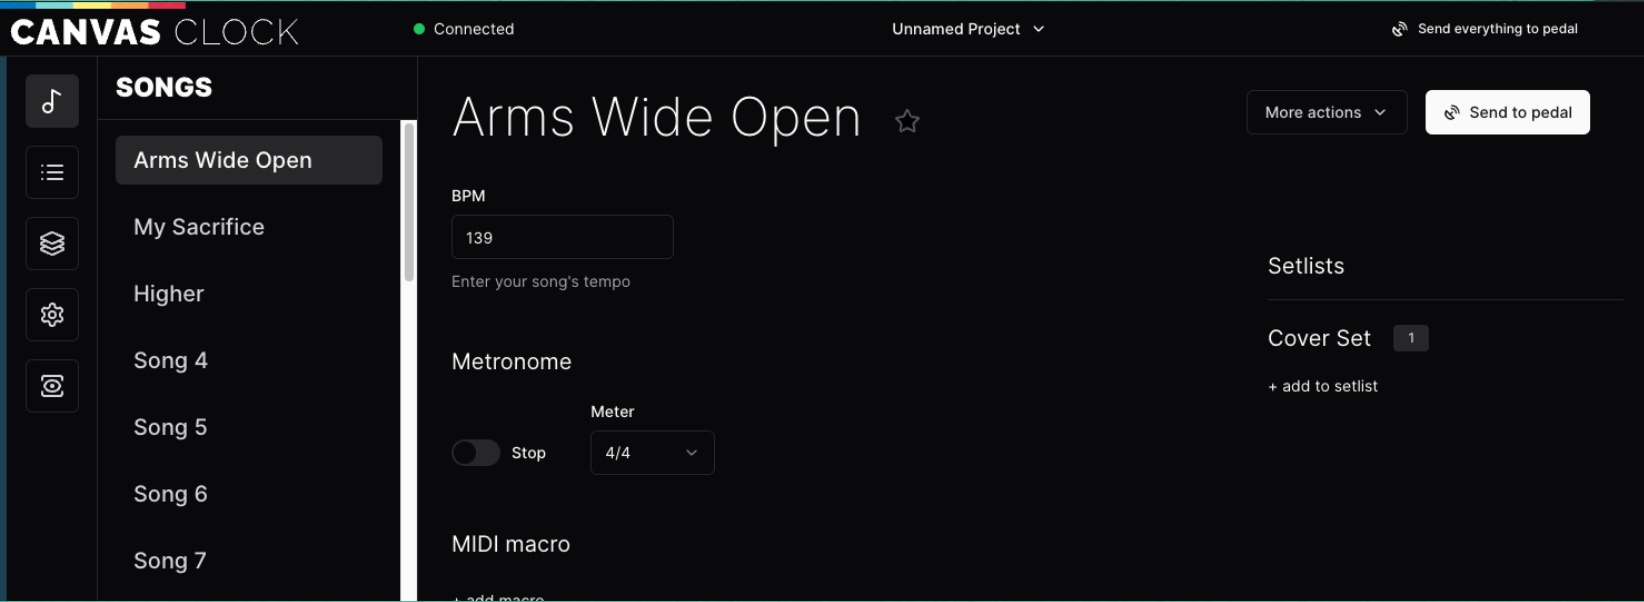 CANVAS CLOCK
Connected
Unnamed Project
Send everything to pedal
SONGS
Arms Wide Open
My Sacrifice
Higher
Song 4
Song 5
Song 6
Song 7
Arms Wide Open
More actions
Send to pedal
BPM
139
Enter your song's tempo
Metronome
Meter
Stop
4/4
MIDI macro
+ add macro
Setlists
Cover Set 1
+ add to setlist